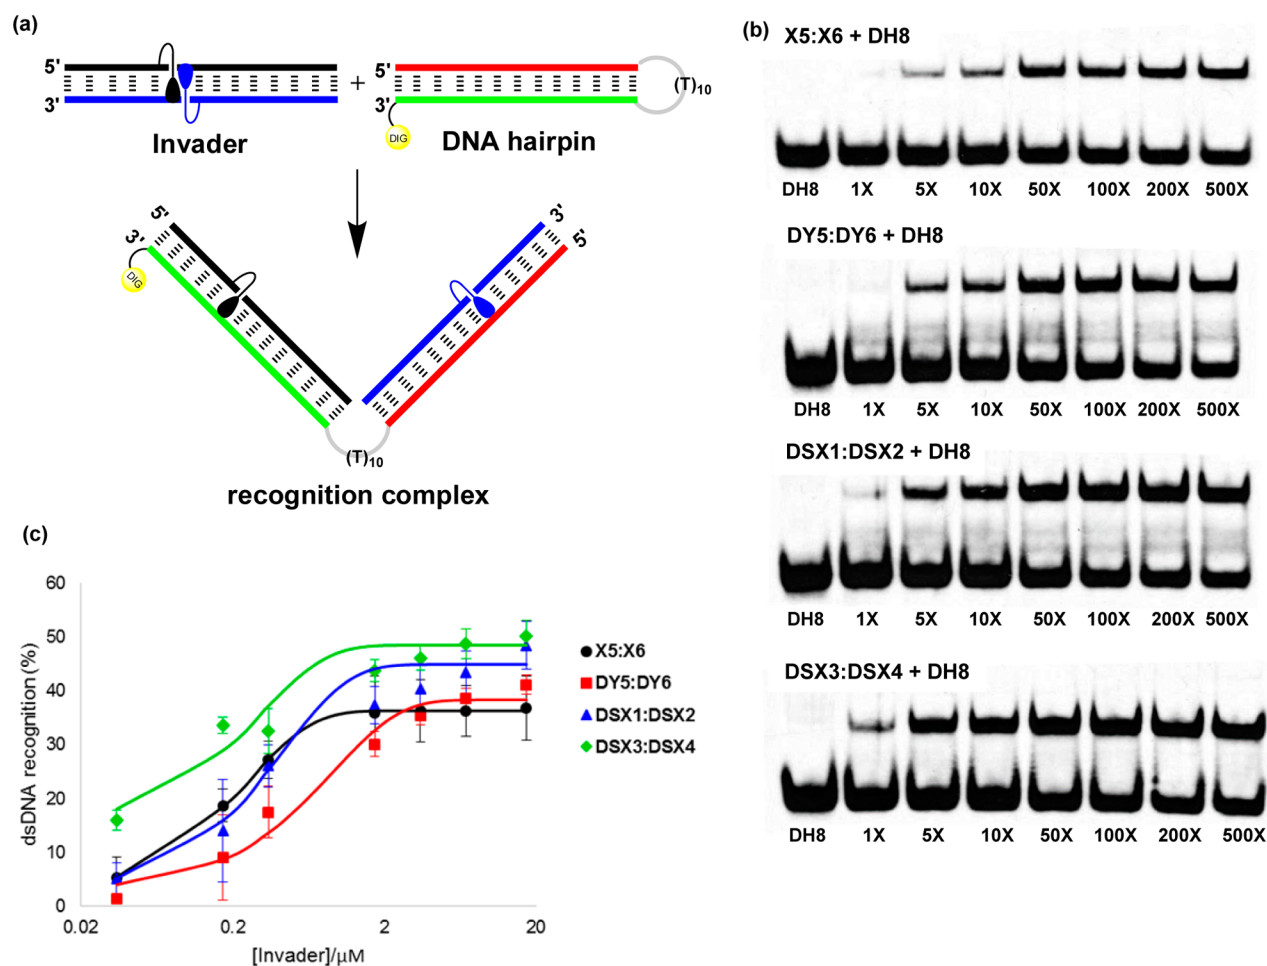 (a)
5'
3'
Invader
+
5'
3'
(T)10
DIG
DNA hairpin
5'
3'
DIG
3'
5'
(T)10
recognition complex
(b)
X5:X6 + DH8
DH8 1X 5X 10X 50X 100X 200X 500X
DY5:DY6 + DH8
DH8 1X 5X 10X 50X 100X 200X 500X
DSX1:DSX2 + DH8
DH8 1X 5X 10X 50X 100X 200X 500X
DSX3:DSX4 + DH8
DH8 1X 5X 10X 50X 100X 200X 500X
(c)
dsDNA recognition (%)
60
50
40
30
20
10
0
0.02 0.2 2 20
[Invader]/µM
X5:X6
DY5:DY6
DSX1:DSX2
DSX3:DSX4